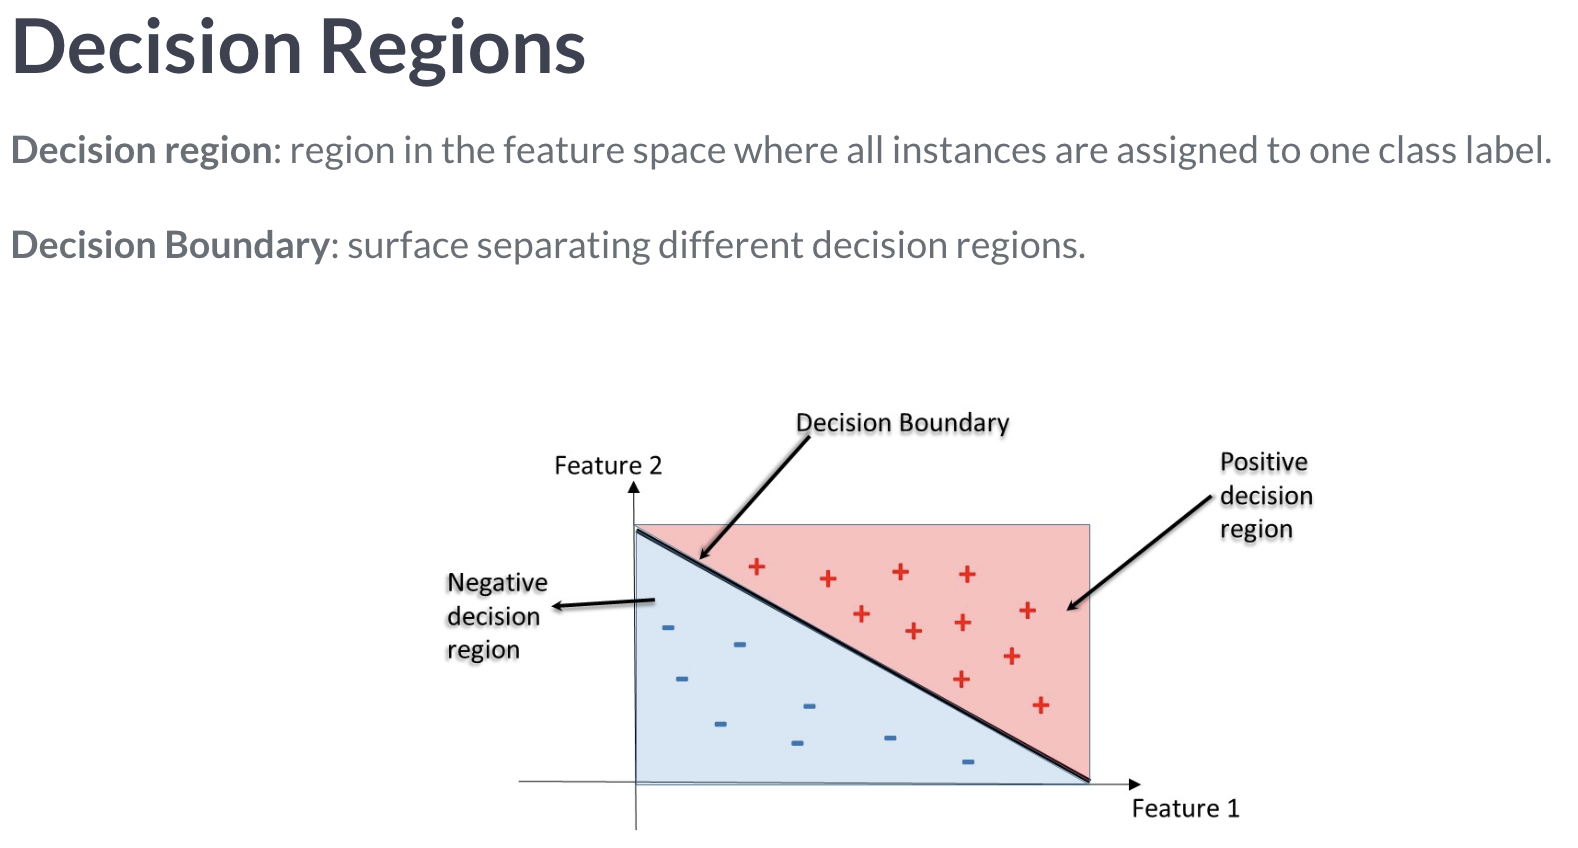 Decision Regions
Decision region: region in the feature space where all instances are assigned to one class label.
Decision Boundary: surface separating different decision regions.
Decision Boundary
Feature 2
Positive
decision
region
Negative
decision
region
Feature 1